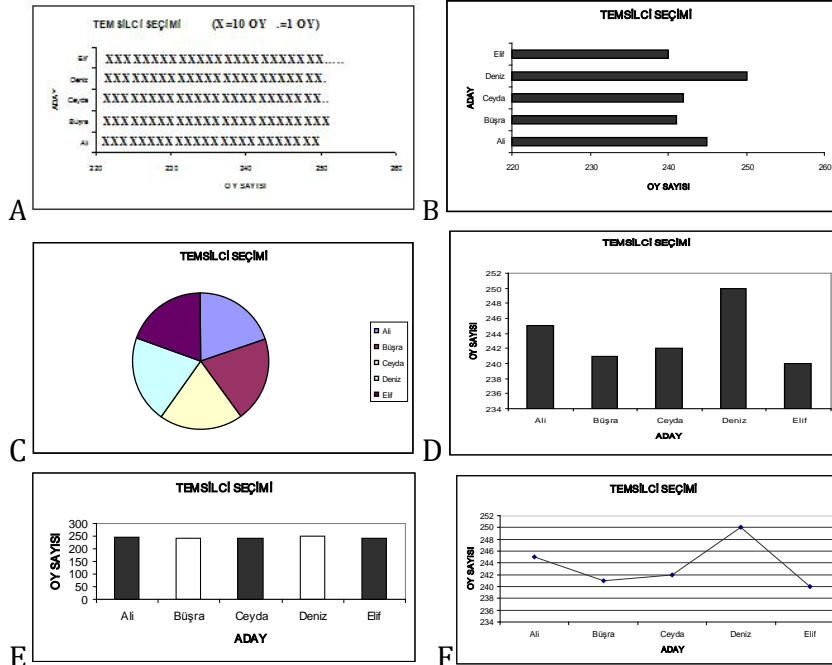 TEMSİLCİ SEÇİMİ (X=10 OY .=1 OY)
ADAY
Elif XXXXXXXXXXXXXXXXXXXXXXXX.....
Deniz XXXXXXXXXXXXXXXXXXXXXXXX.
Ceyda XXXXXXXXXXXXXXXXXXXXXXXX..
Büşra XXXXXXXXXXXXXXXXXXXXXXXXX
Ali XXXXXXXXXXXXXXXXXXXXXXXX
220 230 240 250 260
OY SAYISI
A
TEMSİLCİ SEÇİMİ
ADAY
Elif
Deniz
Ceyda
Büşra
Ali
220 230 240 250 260
OY SAYISI
B
TEMSİLCİ SEÇİMİ
Ali
Büşra
Ceyda
Deniz
Elif
C
TEMSİLCİ SEÇİMİ
OY SAYISI
252
250
248
246
244
242
240
238
236
234
Ali Büşra Ceyda Deniz Elif
ADAY
D
TEMSİLCİ SEÇİMİ
OY SAYISI
300
250
200
150
100
50
0
Ali Büşra Ceyda Deniz Elif
ADAY
E
TEMSİLCİ SEÇİMİ
OY SAYISI
252
250
248
246
244
242
240
238
236
234
Ali Büşra Ceyda Deniz Elif
ADAY
F